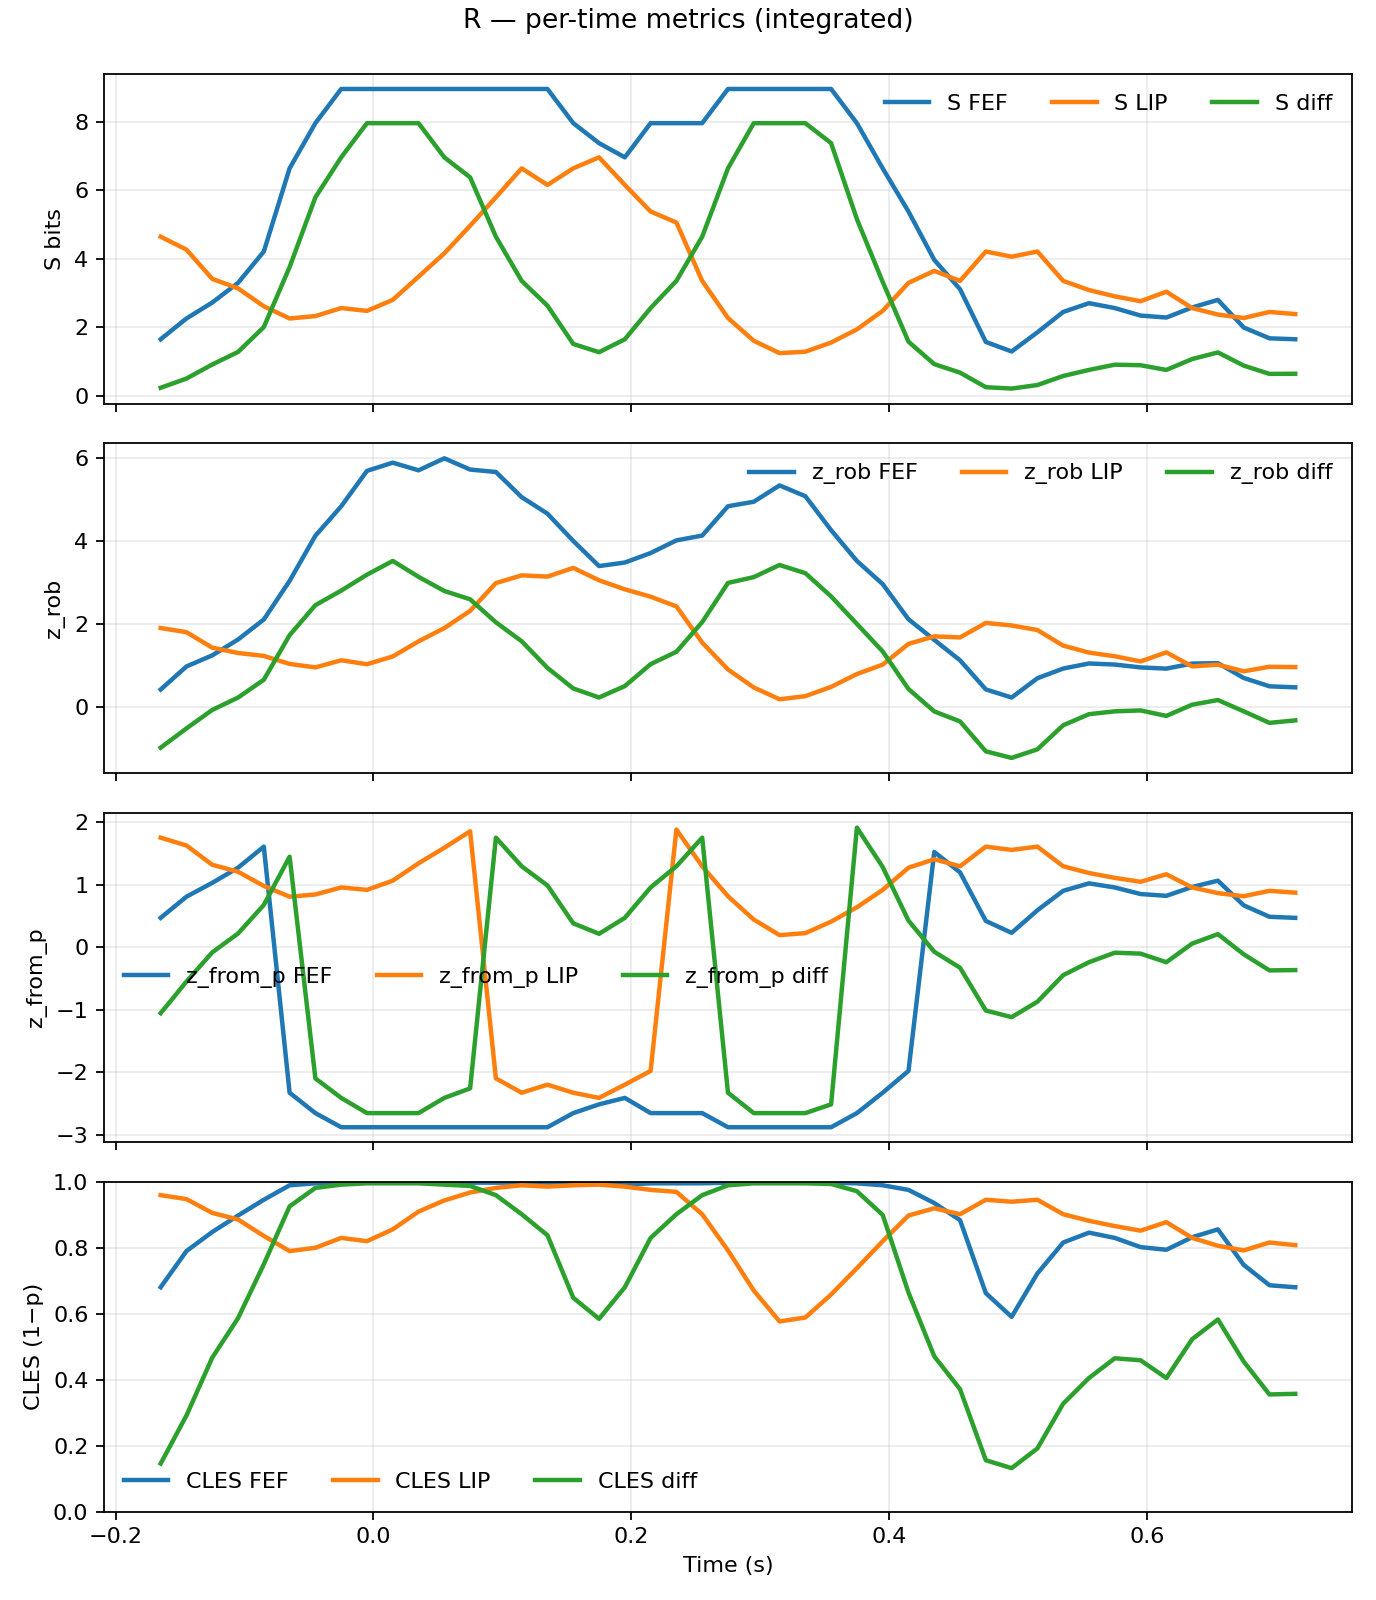 R — per-time metrics (integrated)
S FEF S LIP S diff
8
6
4
2
0
S bits
z_rob FEF z_rob LIP z_rob diff
6
4
2
0
z_rob
2
1
0
−1
−2
−3
z_from_p
z_from_p FEF z_from_p LIP z_from_p diff
1.0
0.8
0.6
0.4
0.2
0.0
CLES (1−p)
CLES FEF CLES LIP CLES diff
−0.2 0.0 0.2 0.4 0.6
Time (s)